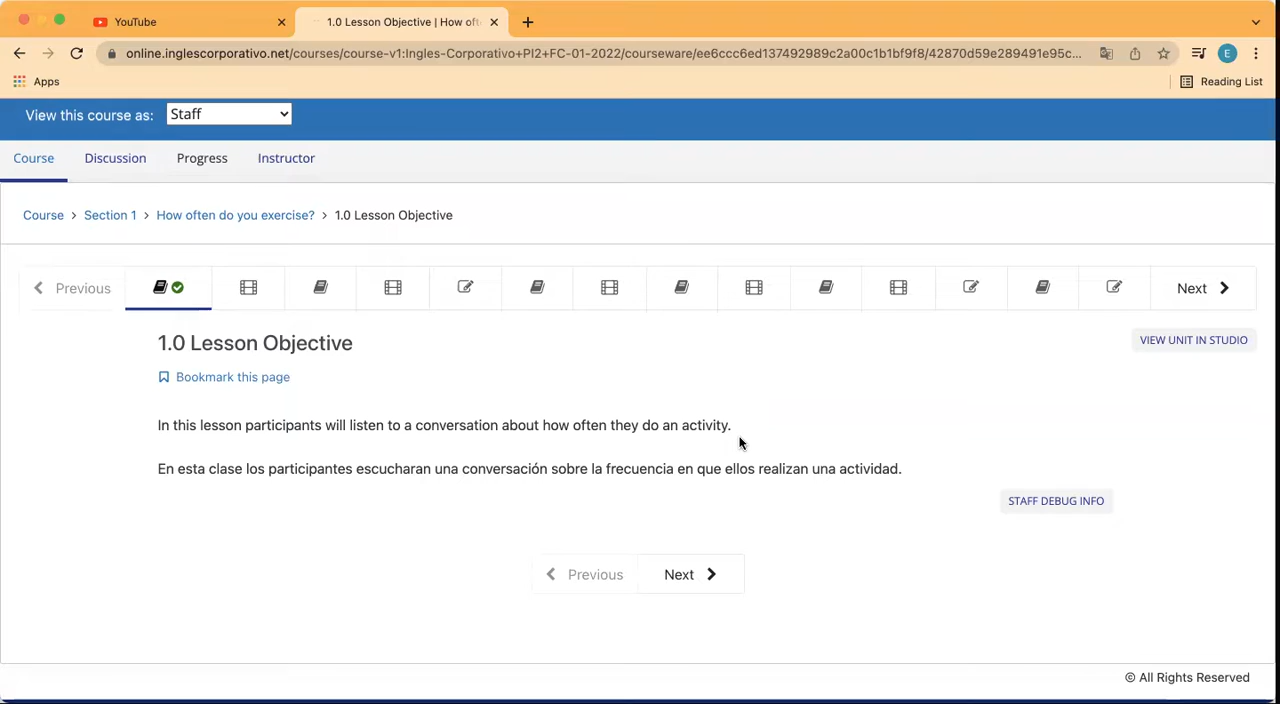 YouTube
1.0 Lesson Objective | How oft
online.inglescorporativo.net/courses/course-v1:Ingles-Corporativo+PI2+FC-01-2022/courseware/ee6ccc6ed137492989c2a00c1b1bf9f8/42870d59e289491e95c...
E
Apps
Reading List
View this course as: Staff
Course Discussion Progress Instructor
Course > Section 1 > How often do you exercise? > 1.0 Lesson Objective
Previous
Next
1.0 Lesson Objective
VIEW UNIT IN STUDIO
Bookmark this page
In this lesson participants will listen to a conversation about how often they do an activity.
En esta clase los participantes escucharan una conversación sobre la frecuencia en que ellos realizan una actividad.
STAFF DEBUG INFO
Previous Next
© All Rights Reserved